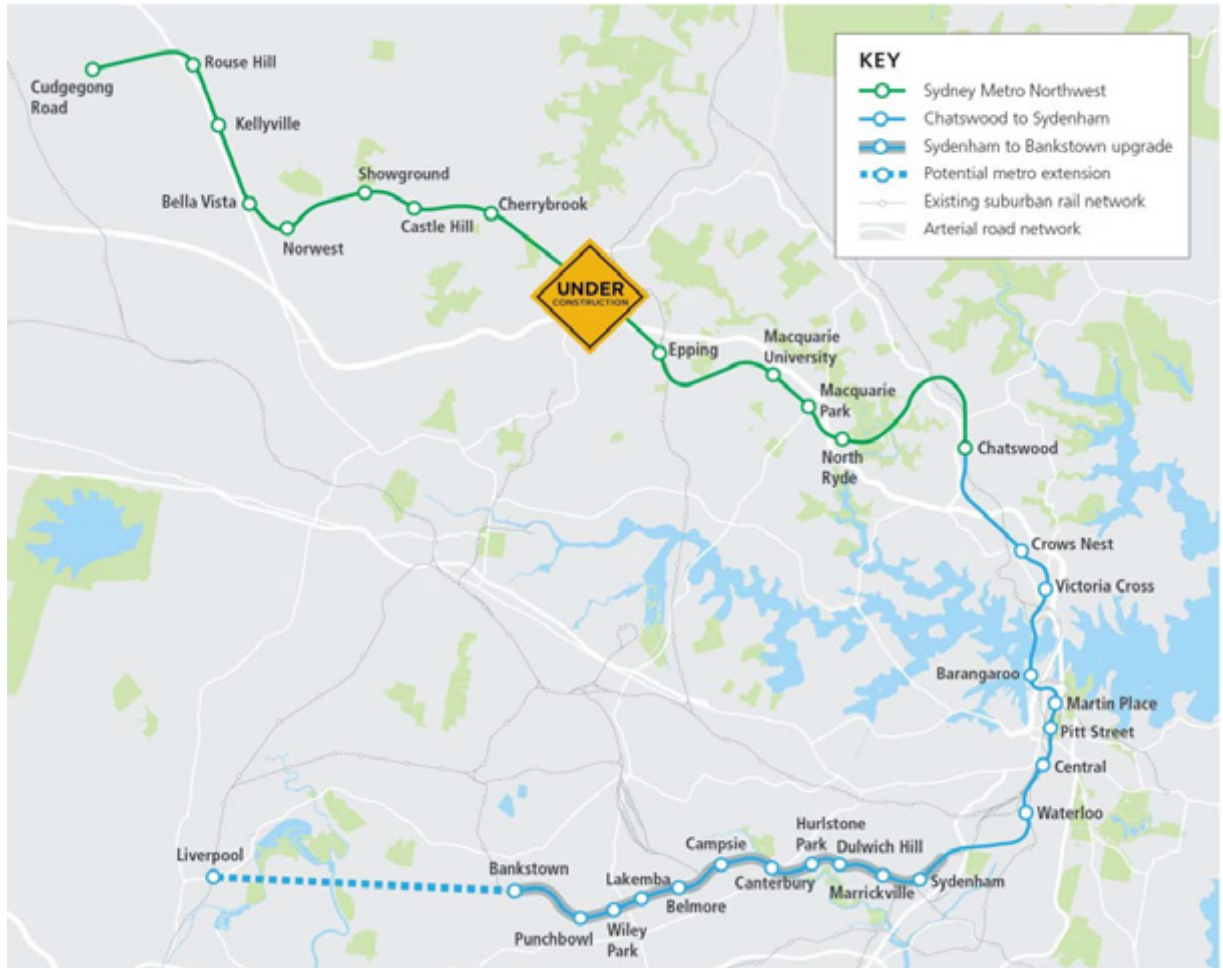 KEY
Sydney Metro Northwest
Chatswood to Sydenham
Sydenham to Bankstown upgrade
Potential metro extension
Existing suburban rail network
Arterial road network
Cudgegong
Road
Rouse Hill
Kellyville
Bella Vista
Norwest
Showground
Castle Hill
Cherrybrook
UNDER
CONSTRUCTION
Epping
Macquarie
University
Macquarie
Park
North
Ryde
Chatswood
Crows Nest
Victoria Cross
Barangaroo
Martin Place
Pitt Street
Central
Waterloo
Sydenham
Marrickville
Dulwich Hill
Hurlstone
Park
Canterbury
Campsie
Belmore
Lakemba
Wiley
Park
Punchbowl
Bankstown
Liverpool